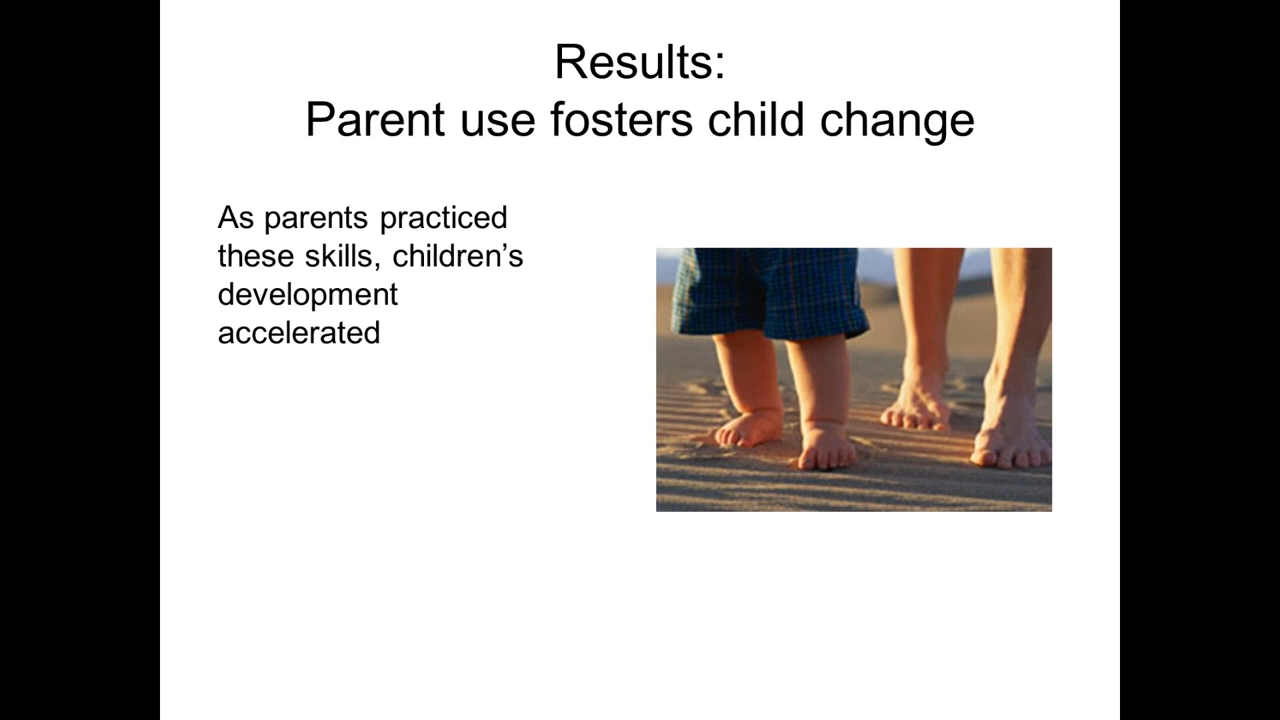 Results:
Parent use fosters child change
As parents practiced
these skills, children’s
development
accelerated